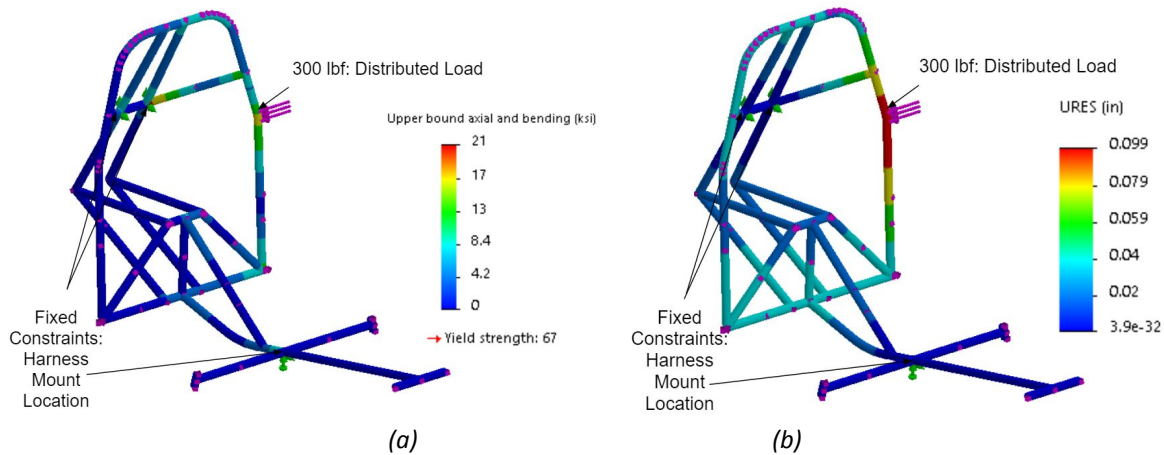 300 lbf: Distributed Load
Upper bound axial and bending (ksi)
21
17
13
8.4
4.2
0
Yield strength: 67
Fixed
Constraints:
Harness
Mount
Location
(a)
300 lbf: Distributed Load
URES (in)
0.099
0.079
0.059
0.04
0.02
3.9e-32
Fixed
Constraints:
Harness
Mount
Location
(b)